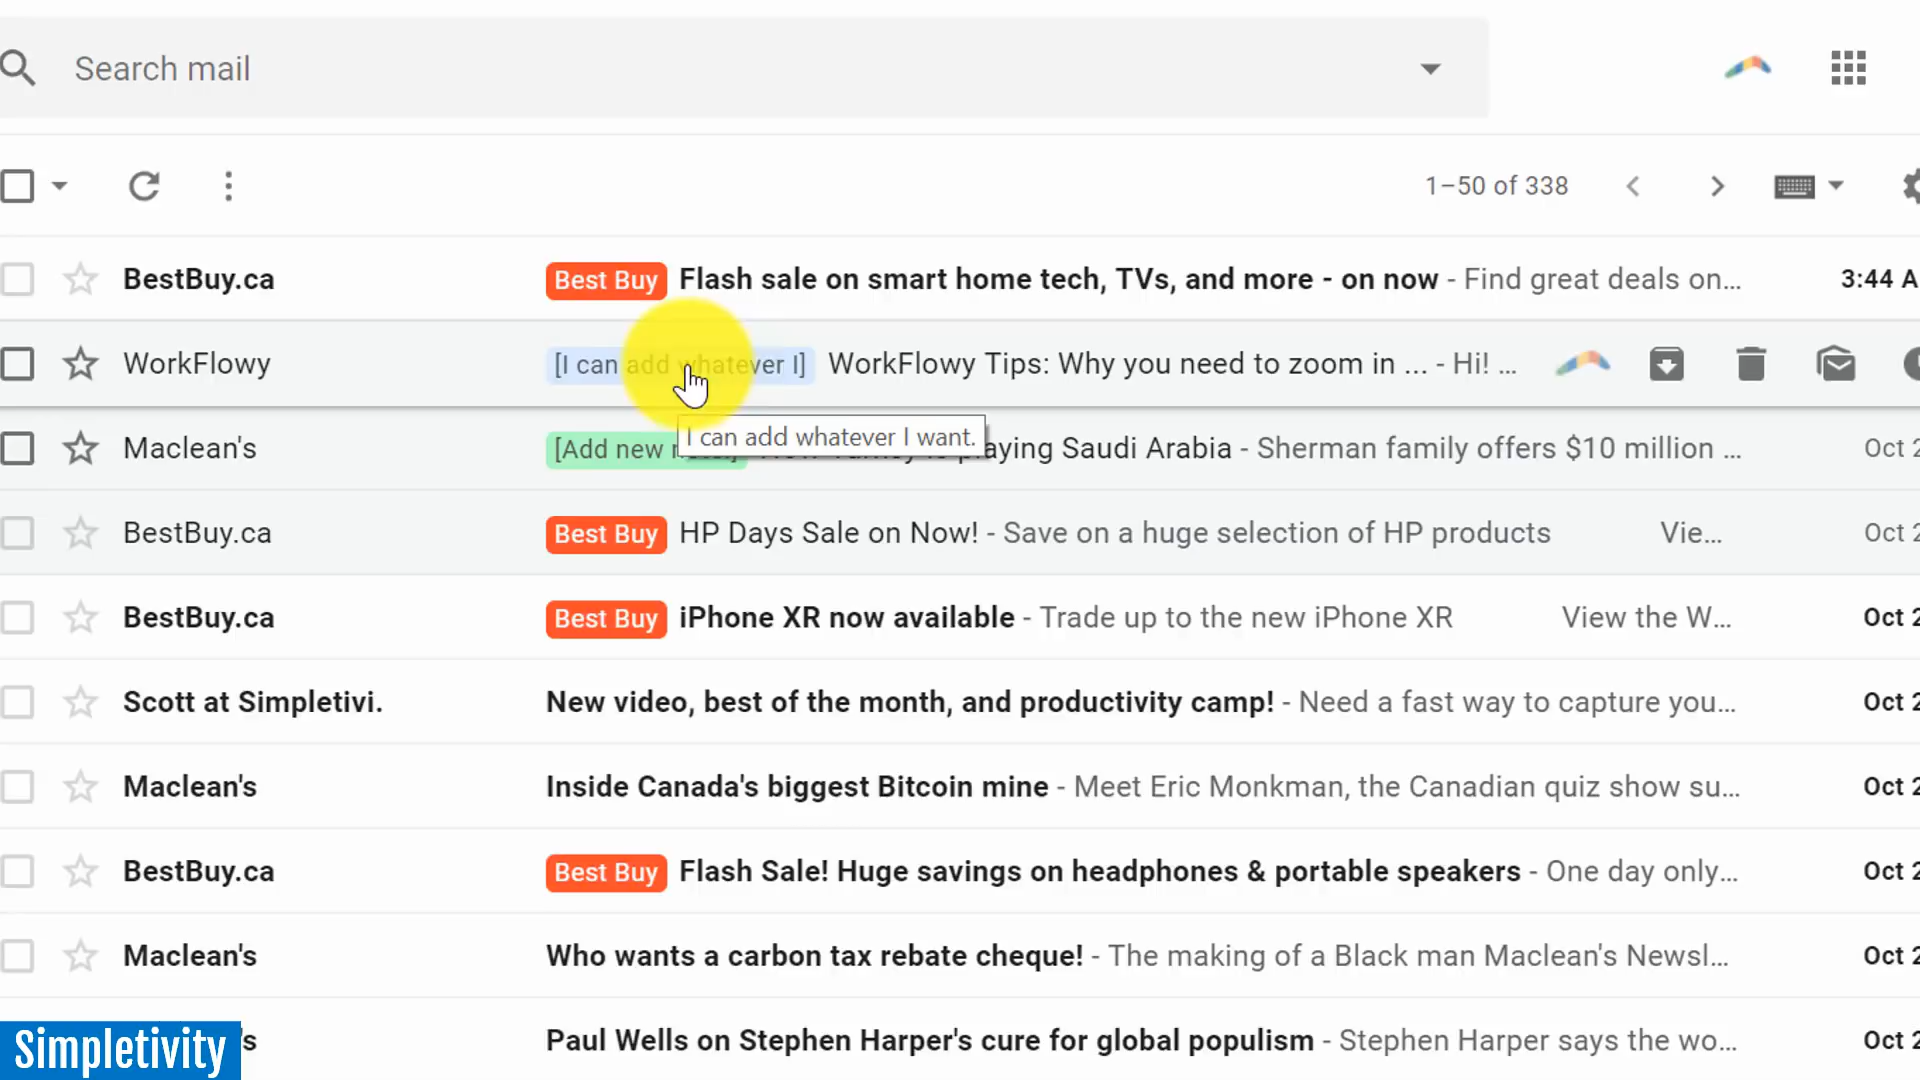 Search mail
1–50 of 338
BestBuy.ca Best Buy Flash sale on smart home tech, TVs, and more - on now - Find great deals on... 3:44 A
WorkFlowy [I can add whatever I] WorkFlowy Tips: Why you need to zoom in ... - Hi! ...
I can add whatever I want.
Maclean's [Add new aying Saudi Arabia - Sherman family offers $10 million ... Oct 2
BestBuy.ca Best Buy HP Days Sale on Now! - Save on a huge selection of HP products Vie... Oct 2
BestBuy.ca Best Buy iPhone XR now available - Trade up to the new iPhone XR View the W... Oct 2
Scott at Simpletivi. New video, best of the month, and productivity camp! - Need a fast way to capture you... Oct 2
Maclean's Inside Canada's biggest Bitcoin mine - Meet Eric Monkman, the Canadian quiz show su... Oct 2
BestBuy.ca Best Buy Flash Sale! Huge savings on headphones & portable speakers - One day only... Oct 2
Maclean's Who wants a carbon tax rebate cheque! - The making of a Black man Maclean's Newsl... Oct 2
's Paul Wells on Stephen Harper's cure for global populism - Stephen Harper says the wo... Oct 2
Simpletivity